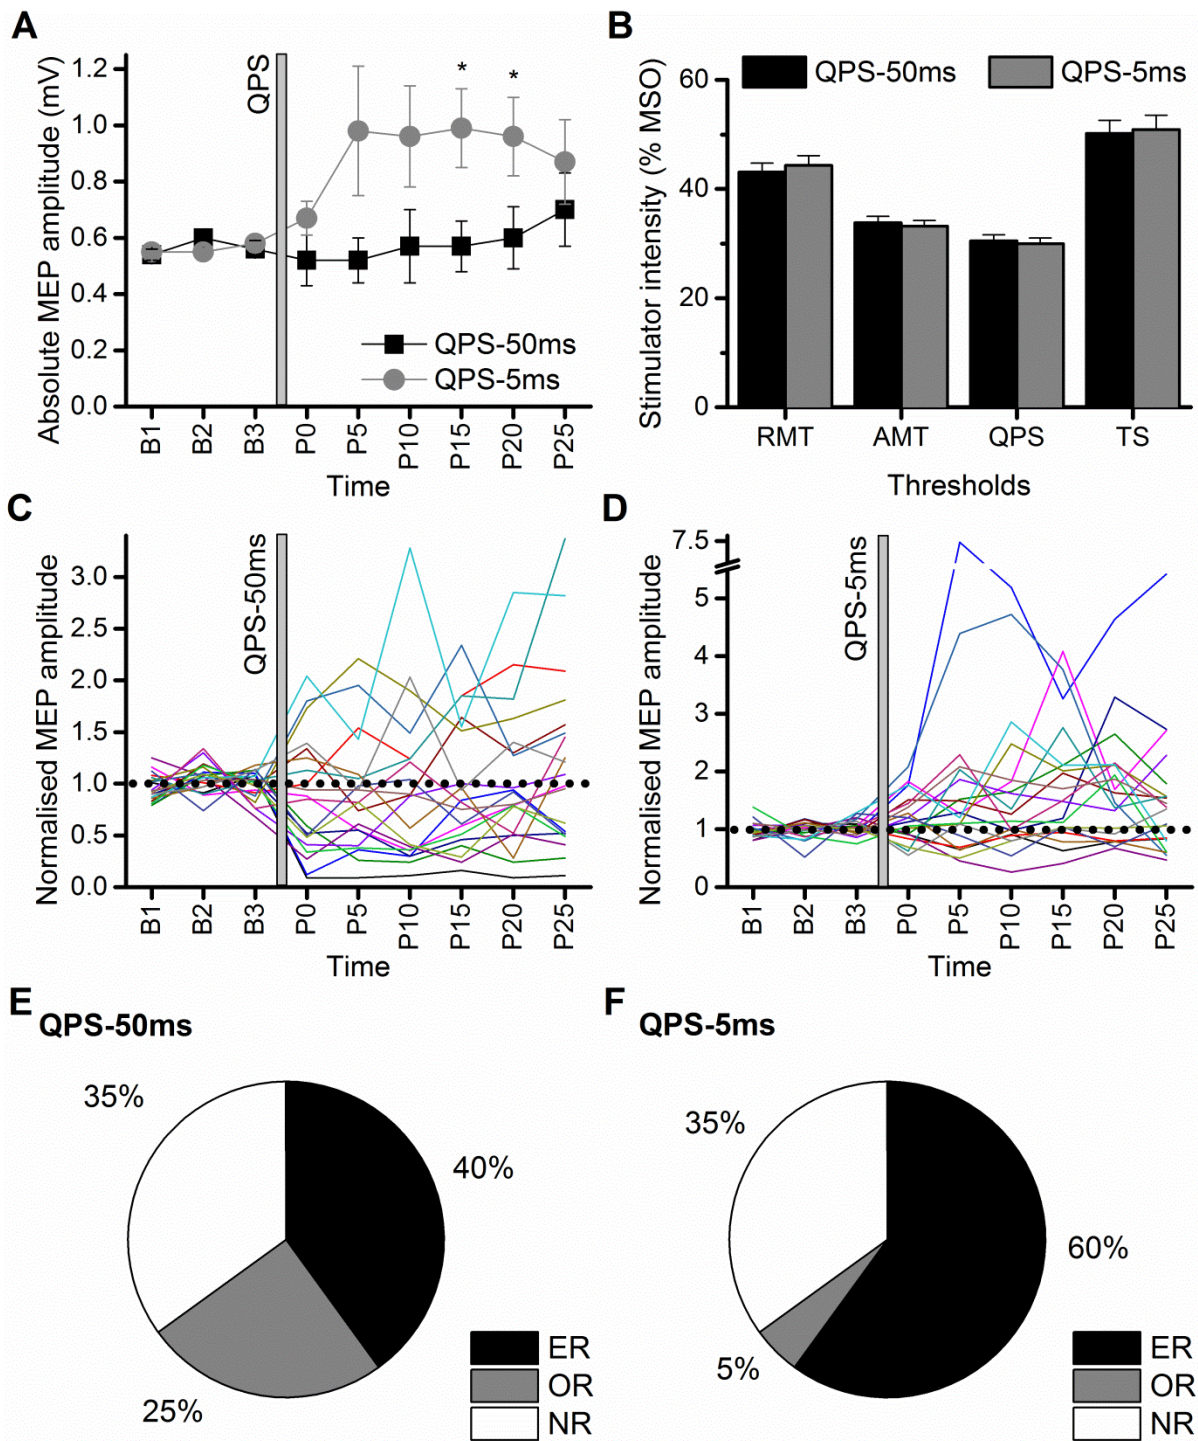 A
Absolute MEP amplitude (mV)
1.2
1.0
0.8
0.6
0.4
0.2
0.0
QPS
*
*
QPS-50ms
QPS-5ms
B1
B2
B3
P0
P5
P10
P15
P20
P25
Time
B
Stimulator intensity (% MSO)
60
40
20
0
QPS-50ms
QPS-5ms
RMT
AMT
QPS
TS
Thresholds
C
Normalised MEP amplitude
3.0
2.5
2.0
1.5
1.0
0.5
0.0
QPS-50ms
B1
B2
B3
P0
P5
P10
P15
P20
P25
Time
D
Normalised MEP amplitude
7.5
5
4
3
2
1
0
QPS-5ms
B1
B2
B3
P0
P5
P10
P15
P20
P25
Time
E
QPS-50ms
35%
40%
25%
ER
OR
NR
F
QPS-5ms
35%
60%
5%
ER
OR
NR